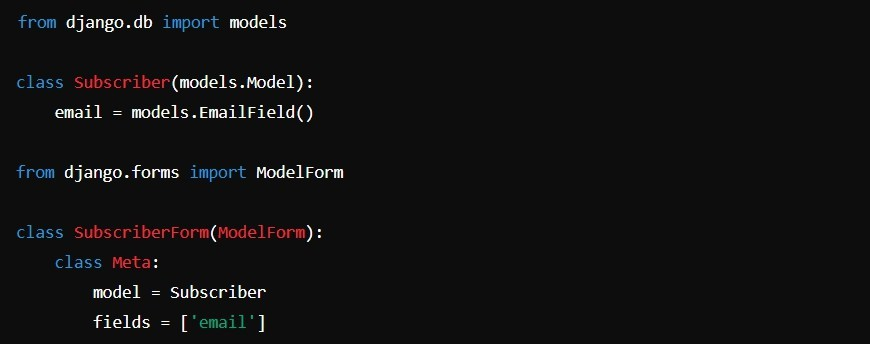 from django.db import models
class Subscriber(models.Model):
    email = models.EmailField()
from django.forms import ModelForm
class SubscriberForm(ModelForm):
    class Meta:
        model = Subscriber
        fields = ['email']